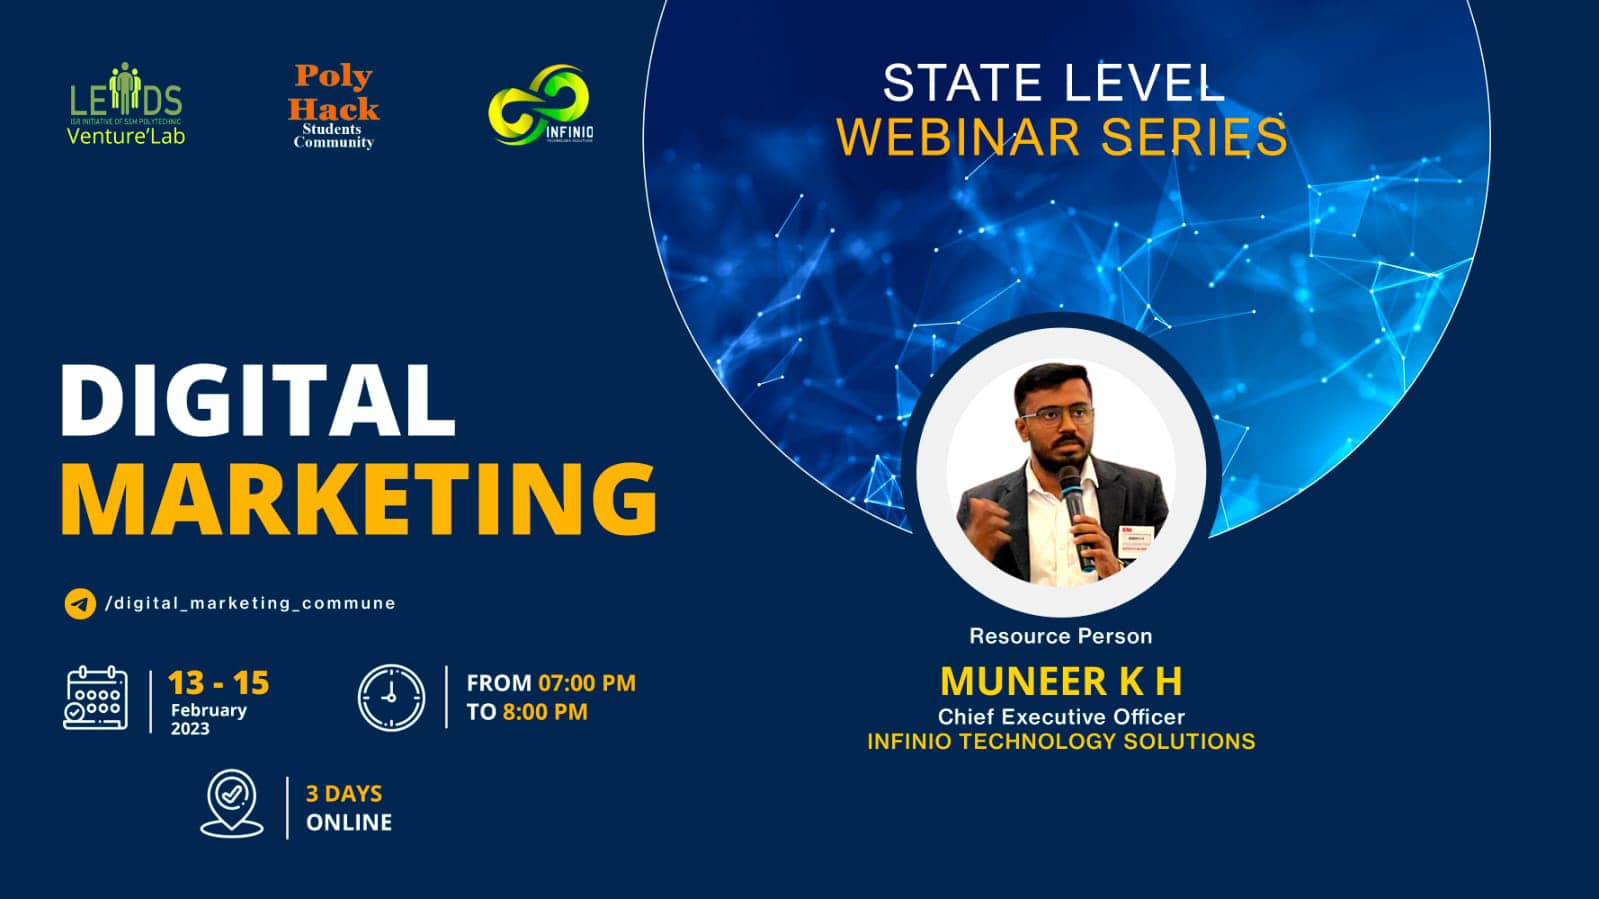 LEADS
ISR INITIATIVE OF SSM POLYTECHNIC
Venture'Lab
Poly
Hack
Students
Community
INFINIO
TECHNOLOGY SOLUTIONS
STATE LEVEL
WEBINAR SERIES
DIGITAL
MARKETING
/digital_marketing_commune
13 - 15
February
2023
FROM 07:00 PM
TO 8:00 PM
3 DAYS
ONLINE
Resource Person
MUNEER K H
Chief Executive Officer
INFINIO TECHNOLOGY SOLUTIONS